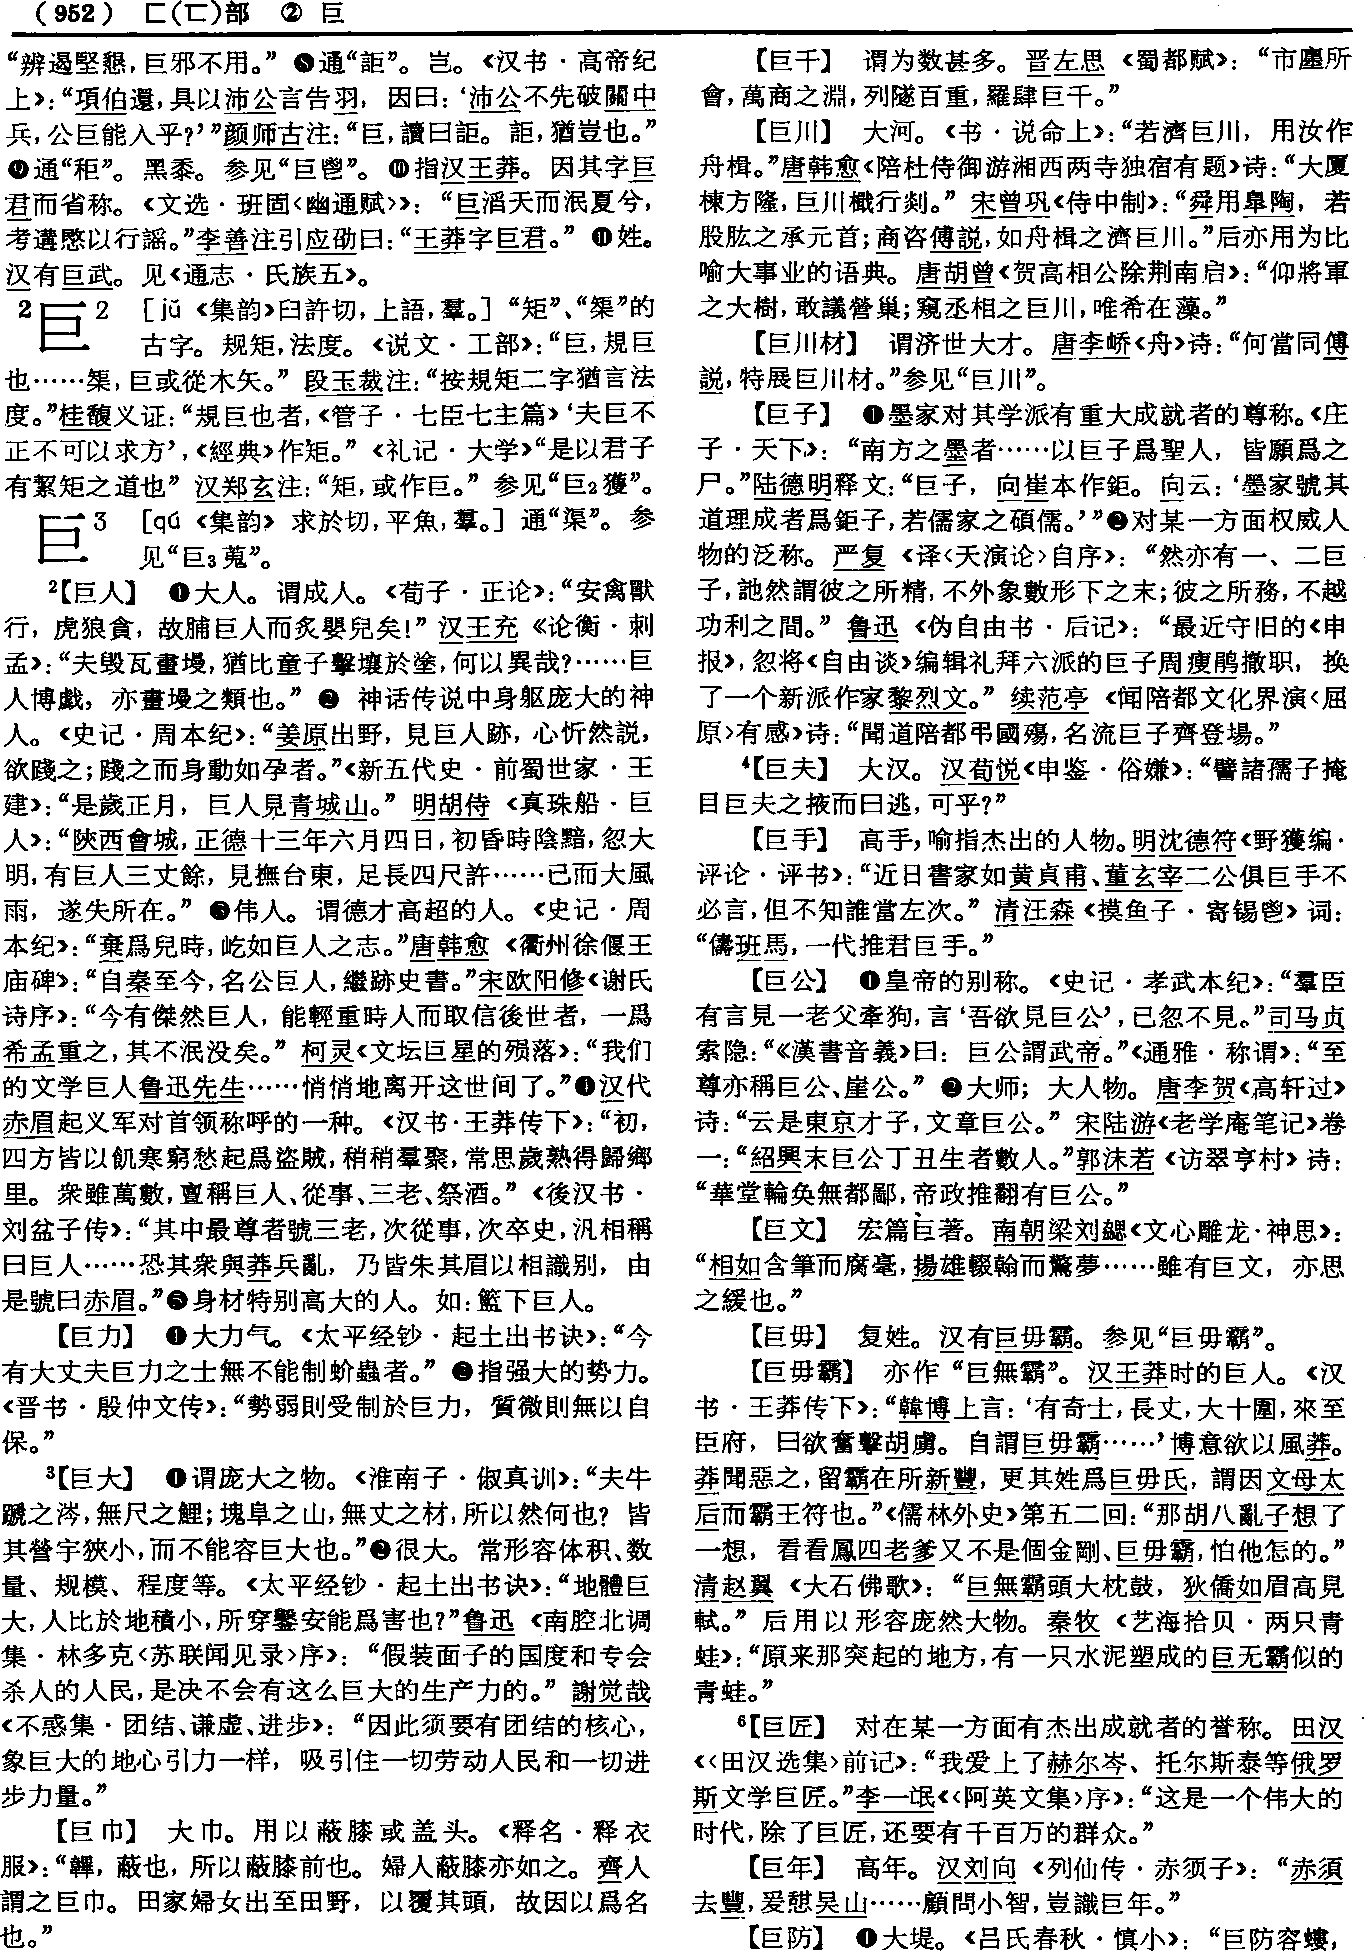 （952） 匚(匸)部 ② 巨
“辨遏堅懇，巨邪不用。” ❽通“詎”。岂。《汉书·高帝纪
上》：“項伯還，具以沛公言告羽，因曰：‘沛公不先破關中
兵，公巨能入乎？’”颜师古注：“巨，讀曰詎。詎，猶豈也。”
❾通“秬”。黑黍。参见“巨鬯”。 ❿指汉王莽。因其字巨
君而省称。《文选·班固〈幽通赋〉》：“巨滔天而泯夏兮，
考遘愍以行謡。”李善注引应劭曰：“王莽字巨君。” ⓫姓。
汉有巨武。见《通志·氏族五》。
2巨2 ［jǔ 《集韵》臼許切，上語，羣。］ “矩”、“榘”的
古字。规矩，法度。《说文·工部》：“巨，規巨
也……榘，巨或從木矢。” 段玉裁注：“按規矩二字猶言法
度。”桂馥义证：“規巨也者，《管子·七臣七主篇》‘夫巨不
正不可以求方’，《經典》作矩。” 《礼记·大学》“是以君子
有絜矩之道也” 汉郑玄注：“矩，或作巨。” 参见“巨2獲”。
巨3 ［qú 《集韵》 求於切，平魚，羣。］ 通“渠”。参
见“巨3蒐”。
2【巨人】 ❶大人。谓成人。《荀子·正论》：“安禽獸
行，虎狼貪，故脯巨人而炙嬰兒矣！” 汉王充 《论衡·刺
孟》：“夫毁瓦畫墁，猶比童子擊壤於塗，何以異哉？……巨
人博戲，亦畫墁之類也。” ❷ 神话传说中身躯庞大的神
人。《史记·周本纪》：“姜原出野，見巨人跡，心忻然説，
欲踐之；踐之而身動如孕者。”《新五代史·前蜀世家·王
建》：“是歲正月，巨人見青城山。” 明胡侍 《真珠船·巨
人》：“陝西會城，正德十三年六月四日，初昏時陰黯，忽大
明，有巨人三丈餘，見撫台東，足長四尺許……已而大風
雨，遂失所在。” ❸伟人。谓德才高超的人。《史记·周
本纪》：“棄爲兒時，屹如巨人之志。”唐韩愈 《衢州徐偃王
庙碑》：“自秦至今，名公巨人，繼跡史書。”宋欧阳修《谢氏
诗序》：“今有傑然巨人，能輕重時人而取信後世者，一爲
希孟重之，其不泯没矣。” 柯灵《文坛巨星的殒落》：“我们
的文学巨人鲁迅先生……悄悄地离开这世间了。”❹汉代
赤眉起义军对首领称呼的一种。《汉书·王莽传下》：“初，
四方皆以飢寒窮愁起爲盜賊，稍稍羣聚，常思歲熟得歸鄉
里。衆雖萬數，亶稱巨人、從事、三老、祭酒。” 《後汉书·
刘盆子传》：“其中最尊者號三老，次從事，次卒史，汎相稱
曰巨人……恐其衆與莽兵亂，乃皆朱其眉以相識别，由
是號曰赤眉。”❺身材特别高大的人。如：籃下巨人。
【巨力】 ❶大力气。《太平经钞·起土出书诀》：“今
有大丈夫巨力之士無不能制蚧蟲者。” ❷指强大的势力。
《晋书·殷仲文传》：“勢弱則受制於巨力，質微則無以自
保。”
3【巨大】 ❶谓庞大之物。《淮南子·俶真训》：“夫牛
蹏之涔，無尺之鯉；塊阜之山，無丈之材，所以然何也？皆
其營宇狹小，而不能容巨大也。”❷很大。常形容体积、数
量、规模、程度等。《太平经钞·起土出书诀》：“地體巨
大，人比於地積小，所穿鑿安能爲害也？”鲁迅 《南腔北调
集·林多克〈苏联闻见录〉序》：“假装面子的国度和专会
杀人的人民，是决不会有这么巨大的生产力的。” 謝觉哉
《不惑集·团结、谦虚、进步》：“因此须要有团结的核心，
象巨大的地心引力一样，吸引住一切劳动人民和一切进
步力量。”
【巨巾】 大巾。用以蔽膝或盖头。《释名·释衣
服》：“韠，蔽也，所以蔽膝前也。婦人蔽膝亦如之。齊人
謂之巨巾。田家婦女出至田野，以覆其頭，故因以爲名
也。”
【巨千】 谓为数甚多。晋左思 《蜀都赋》：“市廛所
會，萬商之淵，列隧百重，羅肆巨千。”
【巨川】 大河。《书·说命上》：“若濟巨川，用汝作
舟楫。”唐韩愈《陪杜侍御游湘西两寺独宿有题》诗：“大厦
棟方隆，巨川檝行剡。” 宋曾巩《侍中制》：“舜用皋陶，若
股肱之承元首；商咨傅説，如舟楫之濟巨川。”后亦用为比
喻大事业的语典。唐胡曾《贺高相公除荆南启》：“仰將軍
之大樹，敢議營巢；窺丞相之巨川，唯希在藻。”
【巨川材】 谓济世大才。唐李峤《舟》诗：“何當同傅
説，特展巨川材。”参见“巨川”。
【巨子】 ❶墨家对其学派有重大成就者的尊称。《庄
子·天下》：“南方之墨者……以巨子爲聖人，皆願爲之
尸。”陆德明释文：“巨子，向崔本作鉅。向云：‘墨家號其
道理成者爲鉅子，若儒家之碩儒。’”❷对某一方面权威人
物的泛称。严复 《译〈天演论〉自序》：“然亦有一、二巨
子，訑然謂彼之所精，不外象數形下之末；彼之所務，不越
功利之間。” 鲁迅 《伪自由书·后记》：“最近守旧的《申
报》，忽将《自由谈》编辑礼拜六派的巨子周瘦鹃撤职，换
了一个新派作家黎烈文。” 续范亭 《闻陪都文化界演〈屈
原〉有感》诗：“聞道陪都弔國殤，名流巨子齊登場。”
4【巨夫】 大汉。汉荀悦《申鉴·俗嫌》：“譬諸孺子掩
目巨夫之掖而曰逃，可乎？”
【巨手】 高手，喻指杰出的人物。明沈德符《野獲编·
评论·评书》：“近日書家如黄貞甫、董玄宰二公俱巨手不
必言，但不知誰當左次。” 清汪森 《摸鱼子·寄锡鬯》词：
“儔班馬，一代推君巨手。”
【巨公】 ❶皇帝的别称。《史记·孝武本纪》：“羣臣
有言見一老父牽狗，言‘吾欲見巨公’，已忽不見。”司马贞
索隐：“《漢書音義》曰：巨公謂武帝。”《通雅·称谓》：“至
尊亦稱巨公、崖公。” ❷大师；大人物。唐李贺《高轩过》
诗：“云是東京才子，文章巨公。” 宋陆游《老学庵笔记》卷
一：“紹興末巨公丁丑生者數人。”郭沫若 《访翠亨村》诗：
“華堂輪奂無都鄙，帝政推翻有巨公。”
【巨文】 宏篇巨著。南朝梁刘勰《文心雕龙·神思》：
“相如含筆而腐毫，揚雄輟翰而驚夢……雖有巨文，亦思
之緩也。”
【巨毋】 复姓。汉有巨毋霸。参见“巨毋霸”。
【巨毋霸】 亦作 “巨無霸”。汉王莽时的巨人。《汉
书·王莽传下》：“韓博上言：‘有奇士，長丈，大十圍，來至
臣府，曰欲奮擊胡虜。自謂巨毋霸……’博意欲以風莽。
莽聞惡之，留霸在所新豐，更其姓爲巨毋氏，謂因文母太
后而霸王符也。”《儒林外史》第五二回：“那胡八亂子想了
一想，看看鳳四老爹又不是個金剛、巨毋霸，怕他怎的。”
清赵翼 《大石佛歌》：“巨無霸頭大枕鼓，狄僑如眉高見
軾。” 后用以形容庞然大物。秦牧 《艺海拾贝·两只青
蛙》：“原来那突起的地方，有一只水泥塑成的巨无霸似的
青蛙。”
6【巨匠】 对在某一方面有杰出成就者的誉称。田汉
《〈田汉选集〉前记》：“我爱上了赫尔岑、托尔斯泰等俄罗
斯文学巨匠。”李一氓《〈阿英文集〉序》：“这是一个伟大的
时代，除了巨匠，还要有千百万的群众。”
【巨年】 高年。汉刘向 《列仙传·赤须子》：“赤須
去豐，爰憩吴山……顧問小智，豈識巨年。”
【巨防】 ❶大堤。《吕氏春秋·慎小》：“巨防容螻，